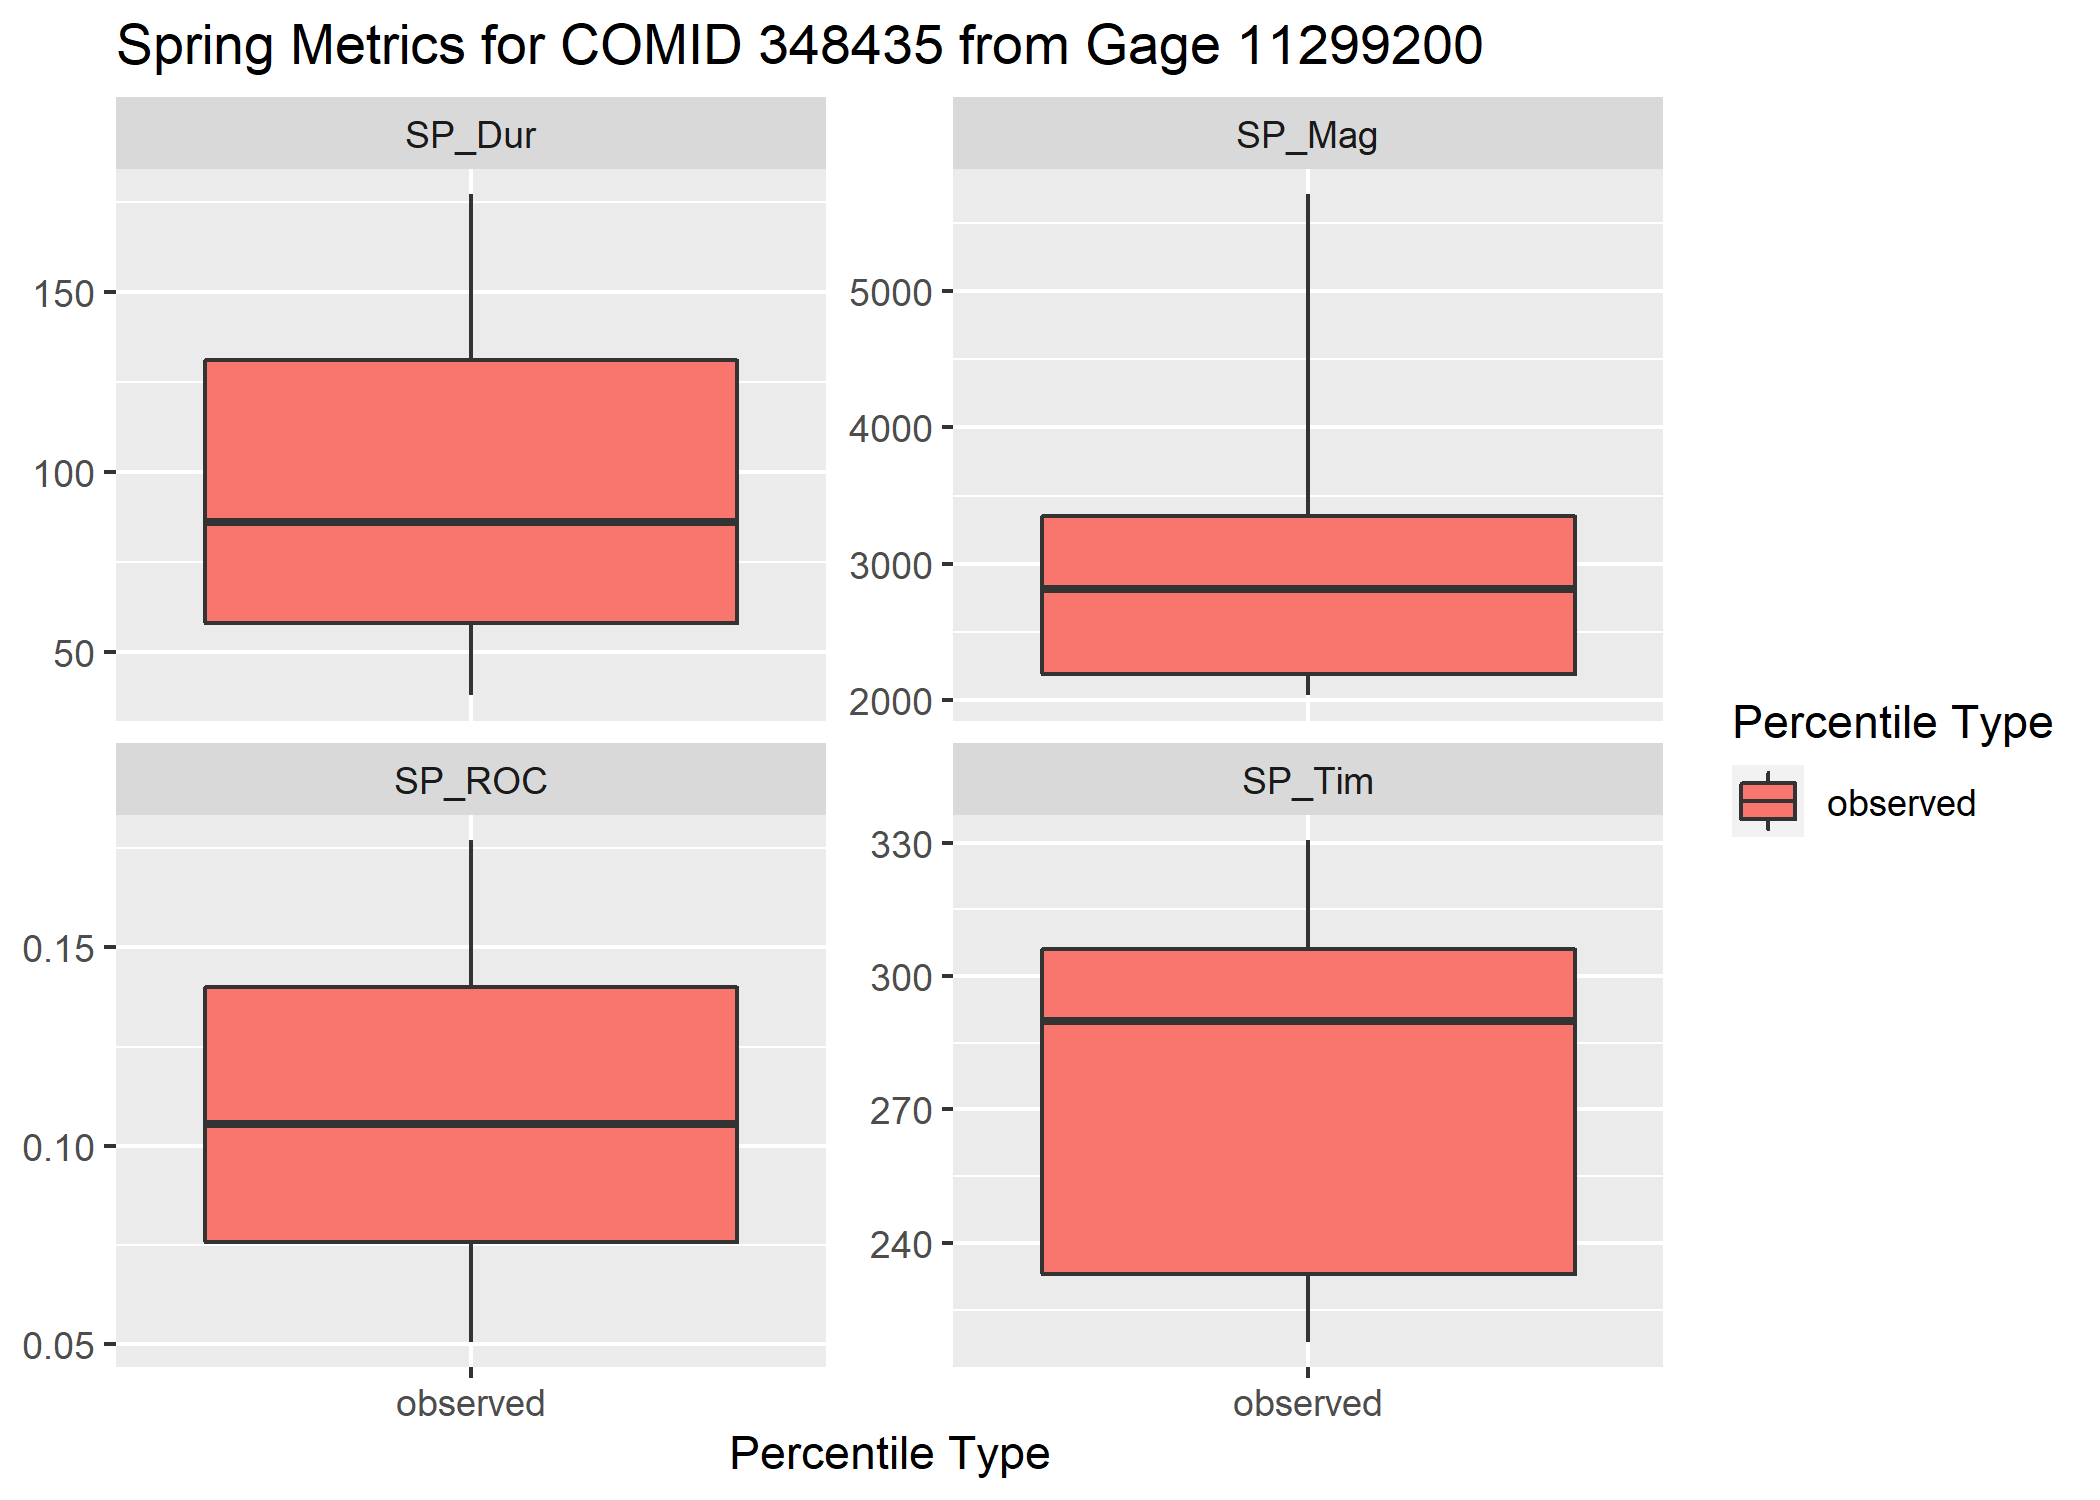 Spring Metrics for COMID 348435 from Gage 11299200
SP_Dur
150
100
50
SP_Mag
5000
4000
3000
2000
SP_ROC
0.15
0.10
0.05
observed
SP_Tim
330
300
270
240
observed
Percentile Type
Percentile Type
observed